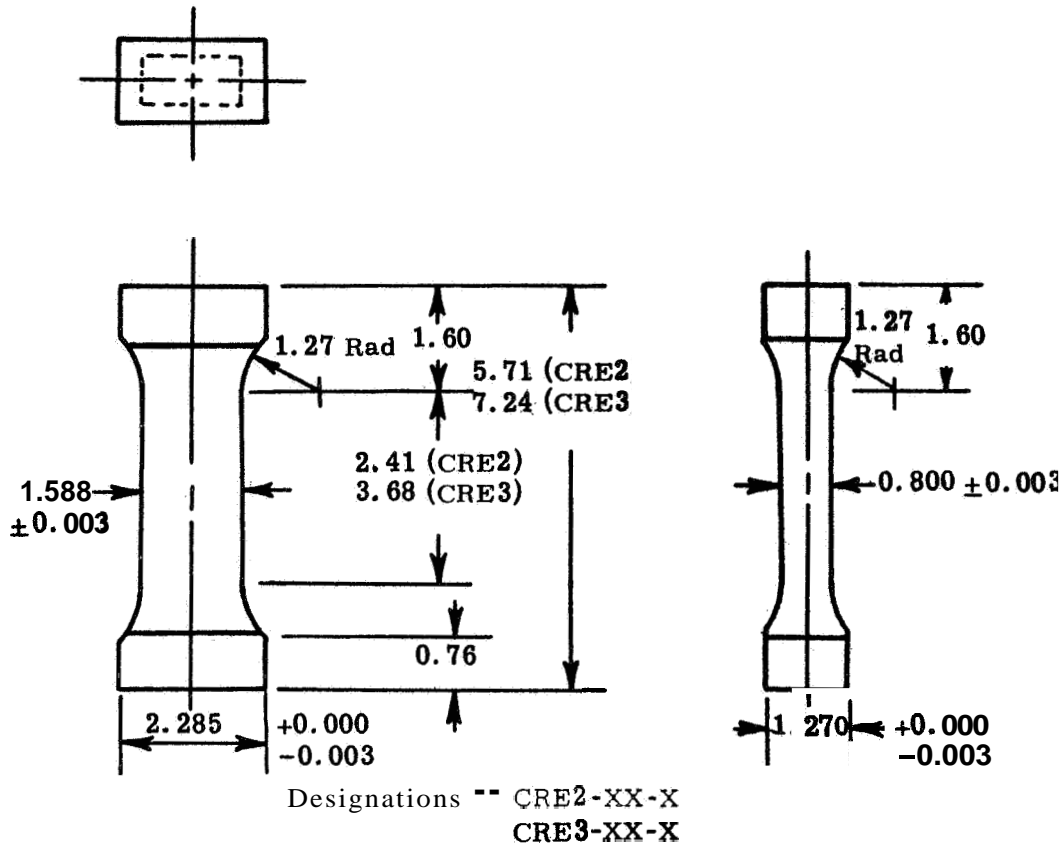 1.27 Rad
1.60
5.71 (CRE2
7.24 (CRE3
2.41 (CRE2)
3.68 (CRE3)
1.588
±0.003
0.76
2.285
+0.000
-0.003
1.27
Rad
1.60
0.800 ±0.003
1.270
+0.000
-0.003
Designations -- CRE2-XX-X
CRE3-XX-X